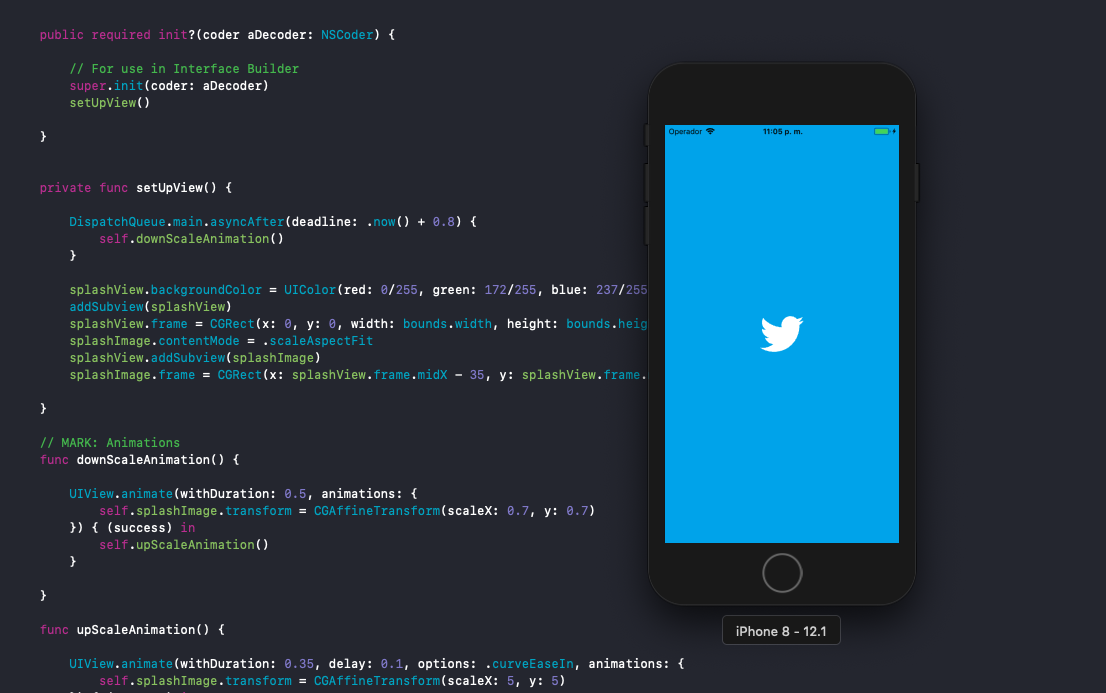 public required init?(coder aDecoder: NSCoder) {
// For use in Interface Builder
super.init(coder: aDecoder)
setUpView()
}
private func setUpView() {
DispatchQueue.main.asyncAfter(deadline: .now() + 0.8) {
self.downScaleAnimation()
}
splashView.backgroundColor = UIColor(red: 0/255, green: 172/255, blue: 237/255
addSubview(splashView)
splashView.frame = CGRect(x: 0, y: 0, width: bounds.width, height: bounds.heig
splashImage.contentMode = .scaleAspectFit
splashView.addSubview(splashImage)
splashImage.frame = CGRect(x: splashView.frame.midX - 35, y: splashView.frame.
}
// MARK: Animations
func downScaleAnimation() {
UIView.animate(withDuration: 0.5, animations: {
self.splashImage.transform = CGAffineTransform(scaleX: 0.7, y: 0.7)
}) { (success) in
self.upScaleAnimation()
}
}
func upScaleAnimation() {
UIView.animate(withDuration: 0.35, delay: 0.1, options: .curveEaseIn, animations: {
self.splashImage.transform = CGAffineTransform(scaleX: 5, y: 5)
Operador 11:05 p. m.
iPhone 8 - 12.1